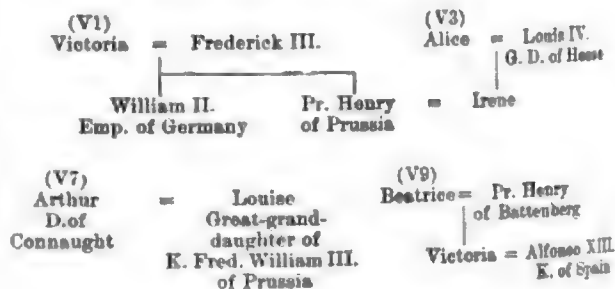 (V1)
Victoria = Frederick III.
William II.
Emp. of Germany
Pr. Henry
of Prussia
(V3)
Alice = Louis IV.
G. D. of Hesse
= Irene
(V7)
Arthur
D.of
Connaught
= Louise
Great-grand-
daughter of
K. Fred. William III.
of Prussia
(V9)
Beatrice= Pr. Henry
of Battenberg
Victoria = Alfonso XIII.
K. of Spain